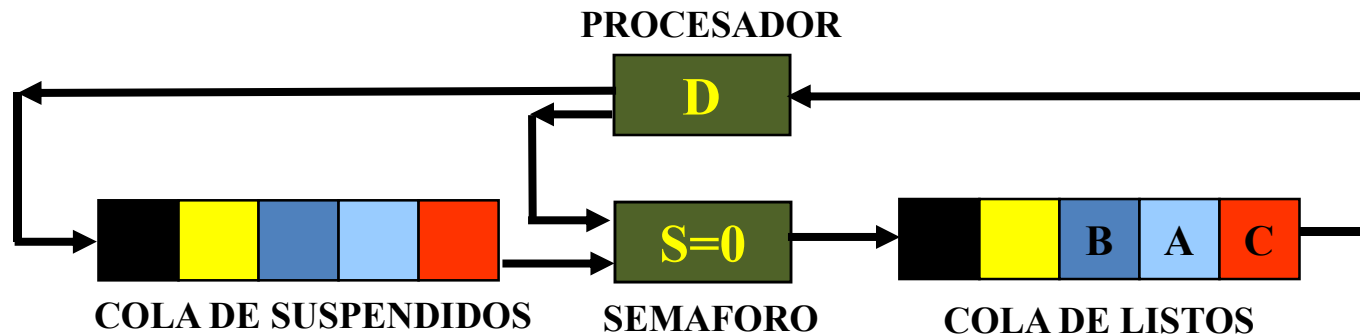 PROCESADOR
D
S=0
B A C
COLA DE SUSPENDIDOS
SEMAFORO
COLA DE LISTOS